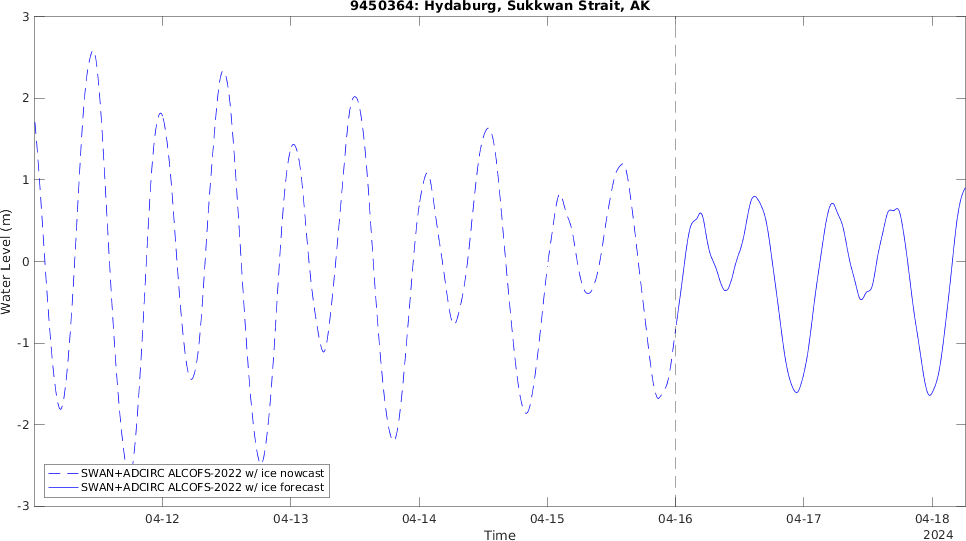 9450364: Hydaburg, Sukkwan Strait, AK
3
2
1
0
-1
-2
-3
Water Level (m)
SWAN+ADCIRC ALCOFS-2022 w/ ice nowcast
SWAN+ADCIRC ALCOFS-2022 w/ ice forecast
04-12 04-13 04-14 04-15 04-16 04-17 04-18
Time 2024